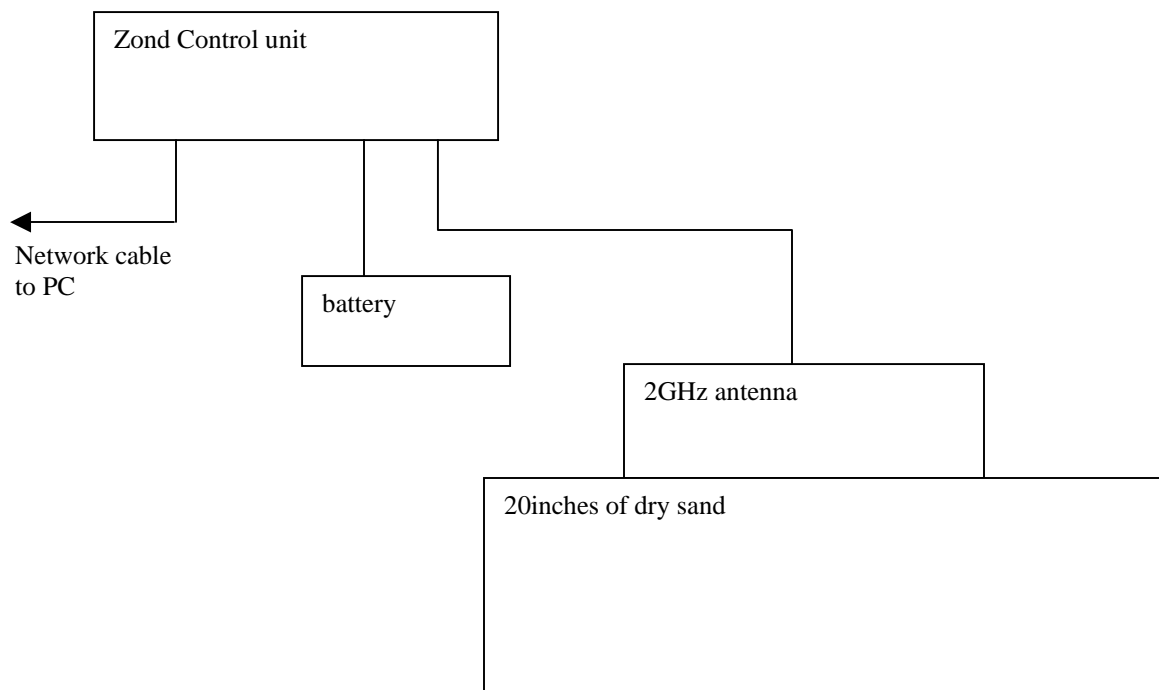 Zond Control unit
Network cable
to PC
battery
2GHz antenna
20inches of dry sand